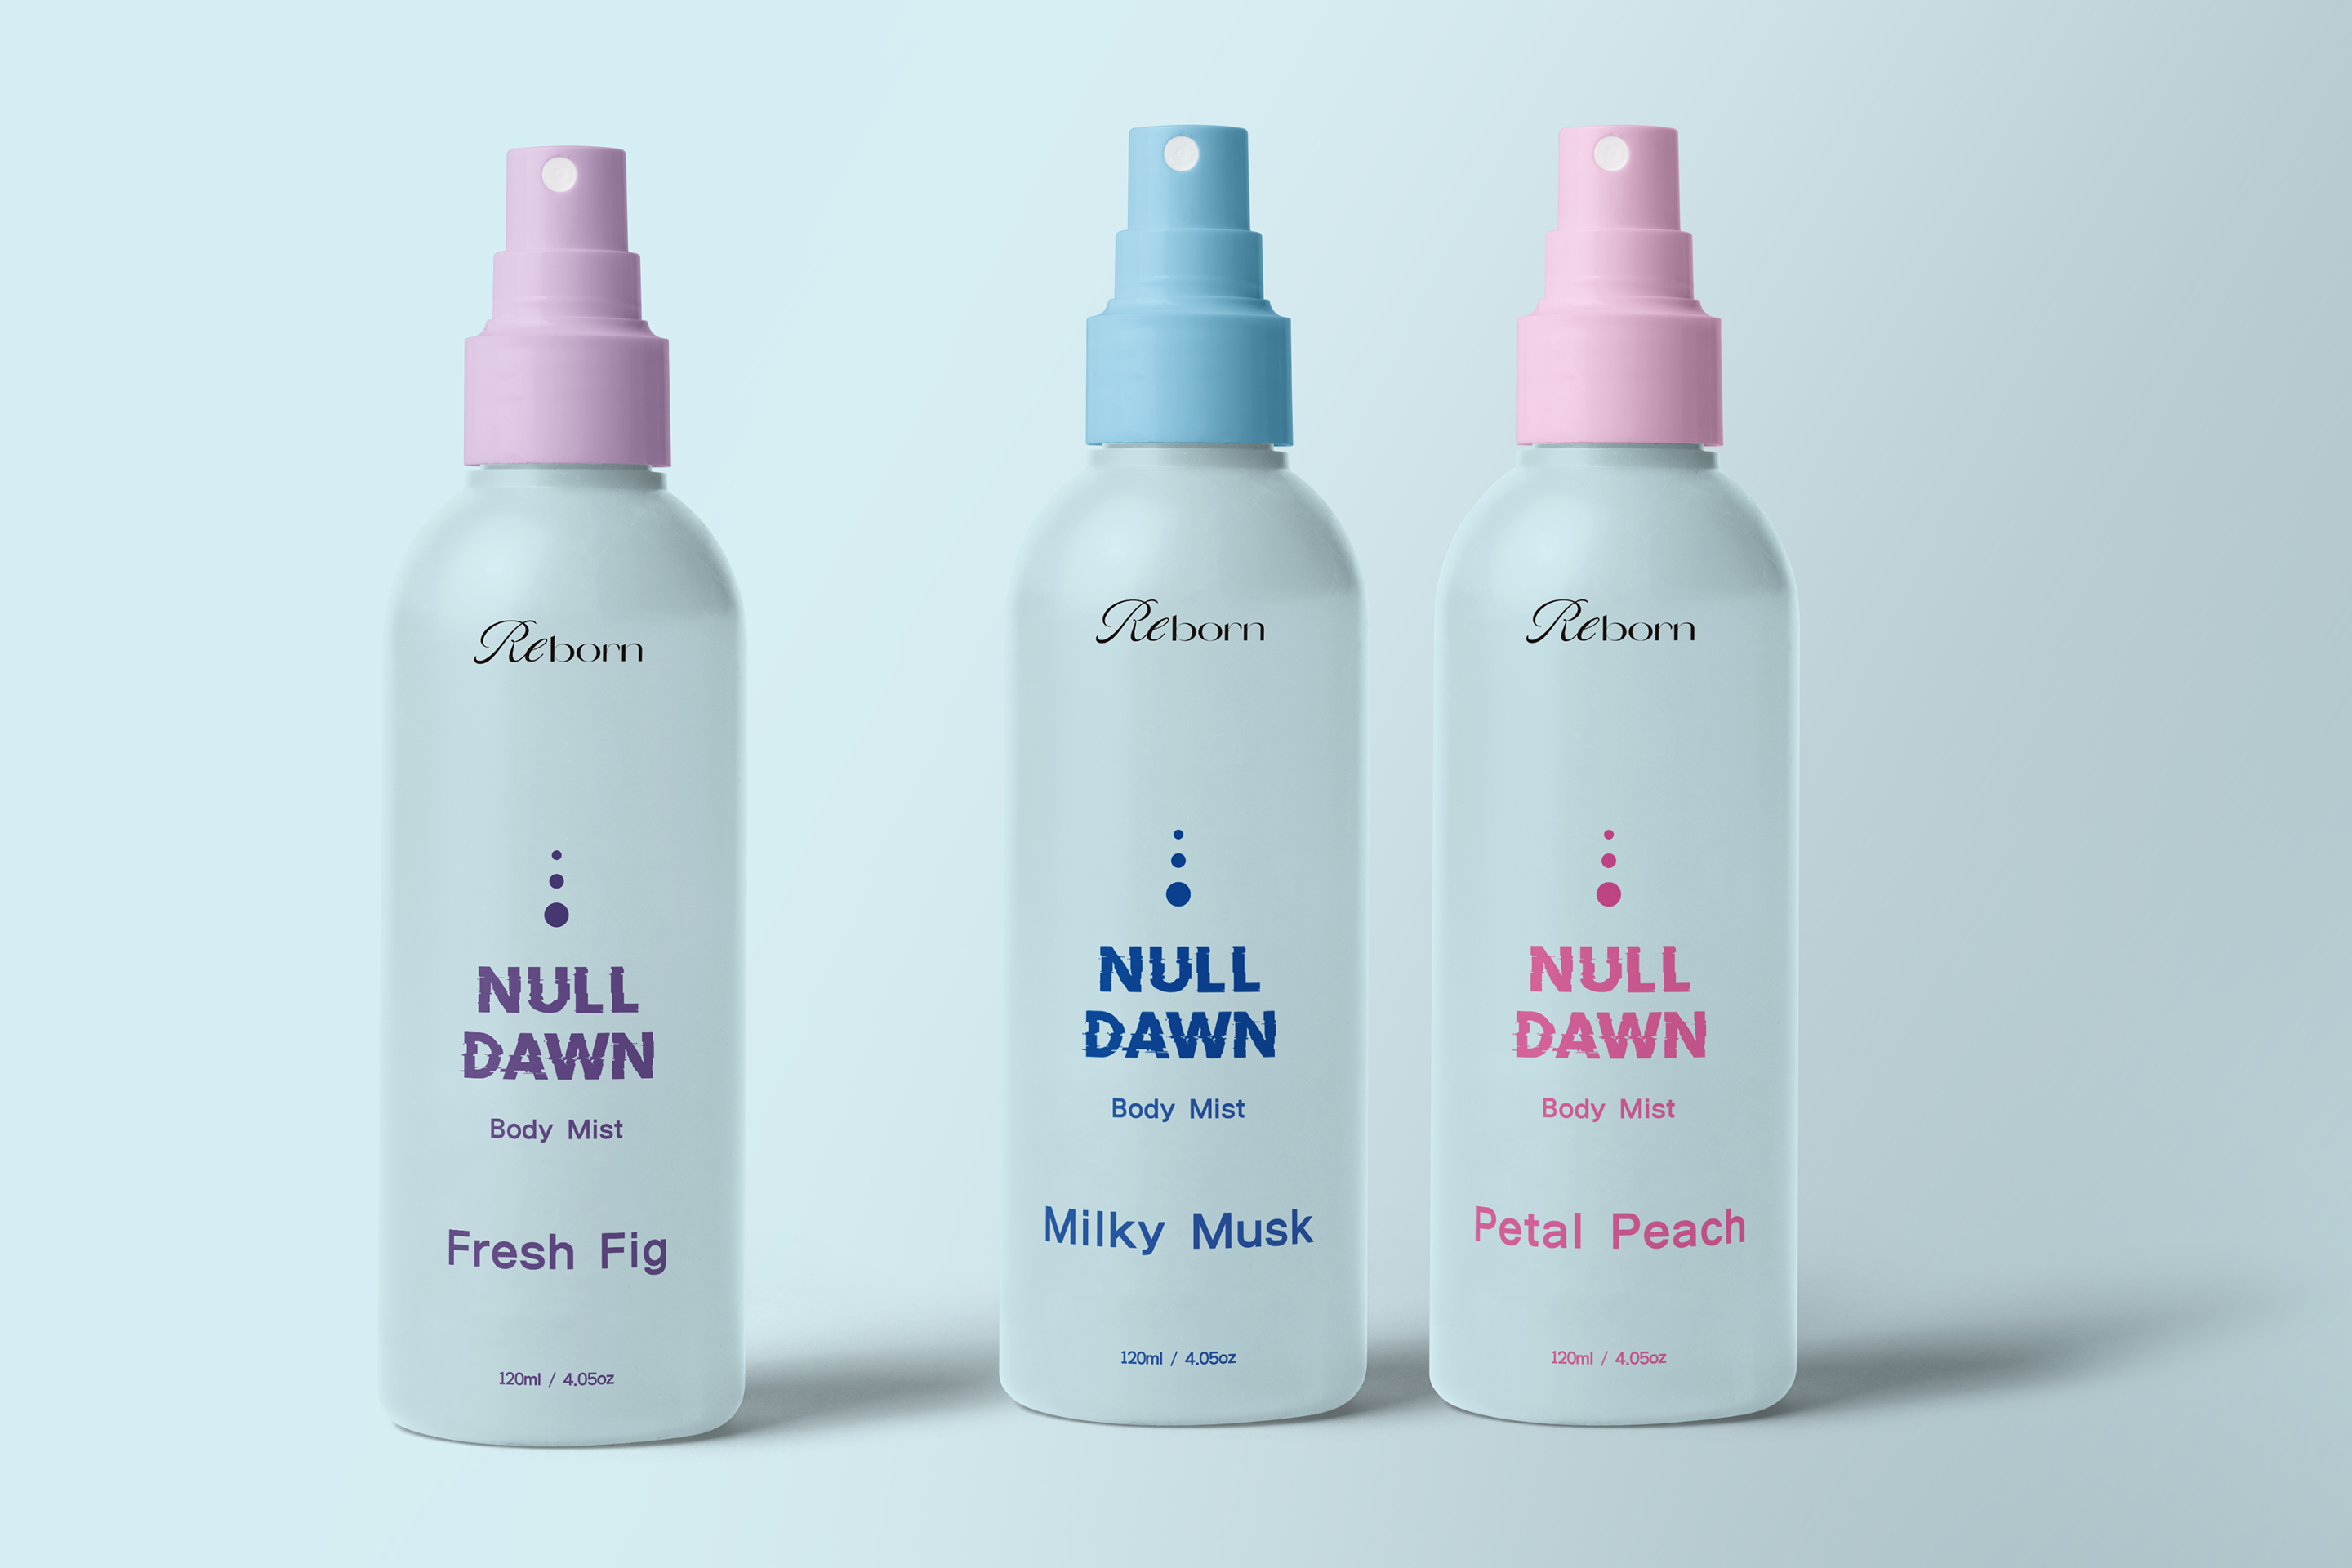 Reborn
NULL
DAWN
Body Mist
Fresh Fig
120ml / 4.05oz
Reborn
NULL
DAWN
Body Mist
Milky Musk
120ml / 4.05oz
Reborn
NULL
DAWN
Body Mist
Petal Peach
120ml / 4.05oz